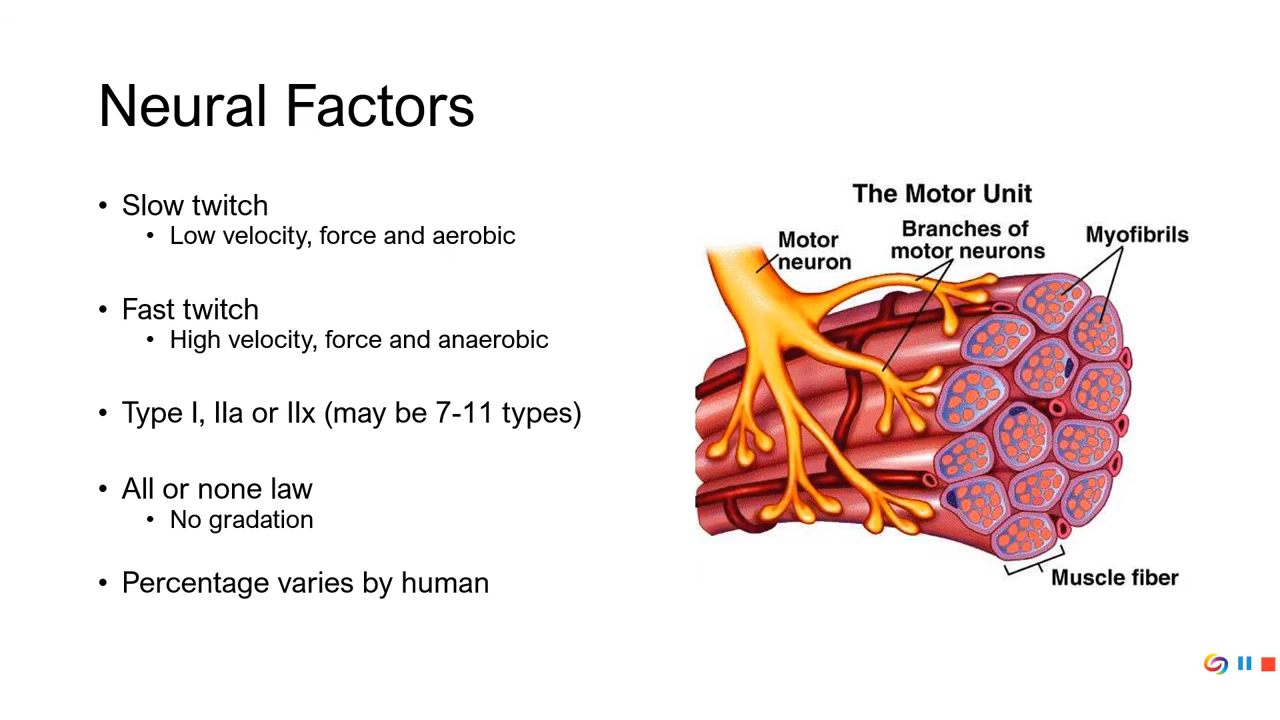 Neural Factors
• Slow twitch
• Low velocity, force and aerobic
• Fast twitch
• High velocity, force and anaerobic
• Type I, IIa or IIx (may be 7-11 types)
• All or none law
• No gradation
• Percentage varies by human
The Motor Unit
Motor
neuron
Branches of
motor neurons
Myofibrils
Muscle fiber